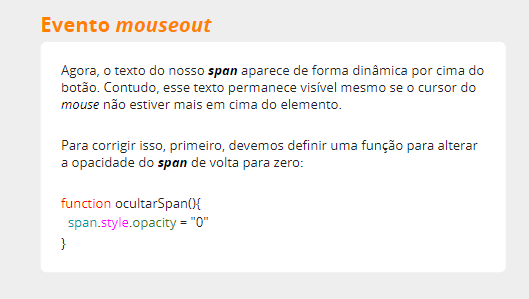 Evento mouseout
Agora, o texto do nosso span aparece de forma dinâmica por cima do
botão. Contudo, esse texto permanece visível mesmo se o cursor do
mouse não estiver mais em cima do elemento.
Para corrigir isso, primeiro, devemos definir uma função para alterar
a opacidade do span de volta para zero:
function ocultarSpan(){
span.style.opacity = "0"
}